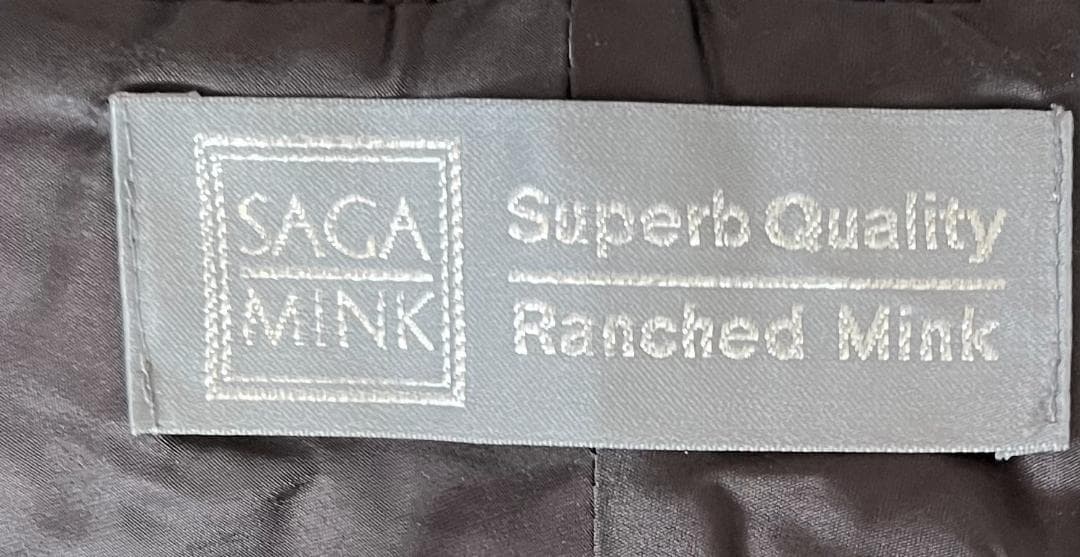 SAGA
MINK
Superb Quality
Ranched Mink